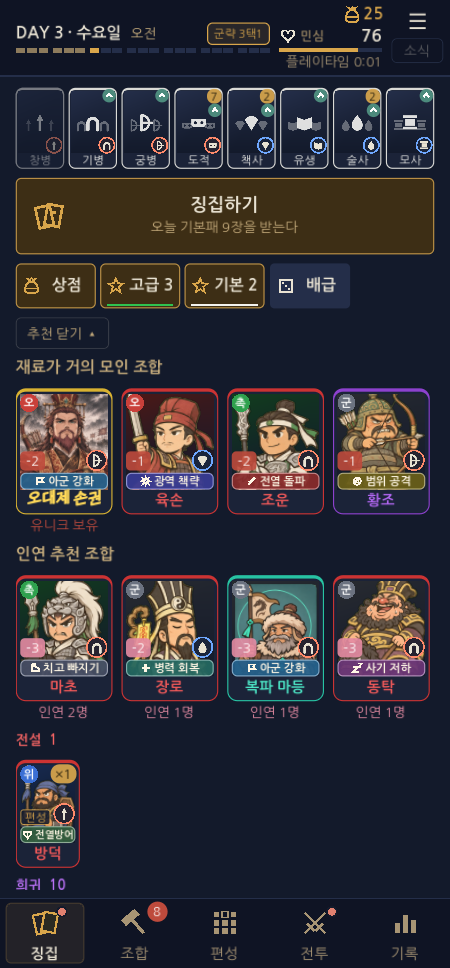 DAY 3 · 수요일 오전
군략 3택1
25
민심 76
플레이타임 0:01
소식
창병
기병
궁병
7
도적
2
책사
유생
2
술사
모사
징집하기
오늘 기본패 9장을 받는다
상점
고급 3
기본 2
배급
추천 닫기
재료가 거의 모인 조합
오
-2
아군 강화
오대제 손권
유니크 보유
오
-1
광역 책략
육손
촉
-2
전열 돌파
조운
군
-1
범위 공격
황조
인연 추천 조합
촉
-3
치고 빠지기
마초
인연 2명
군
-2
병력 회복
장로
인연 1명
군
-3
아군 강화
복파 마등
인연 1명
군
-3
사기 저하
동탁
인연 1명
전설 1
위
×1
편성
전열방어
방덕
희귀 10
징집
8
조합
편성
전투
기록